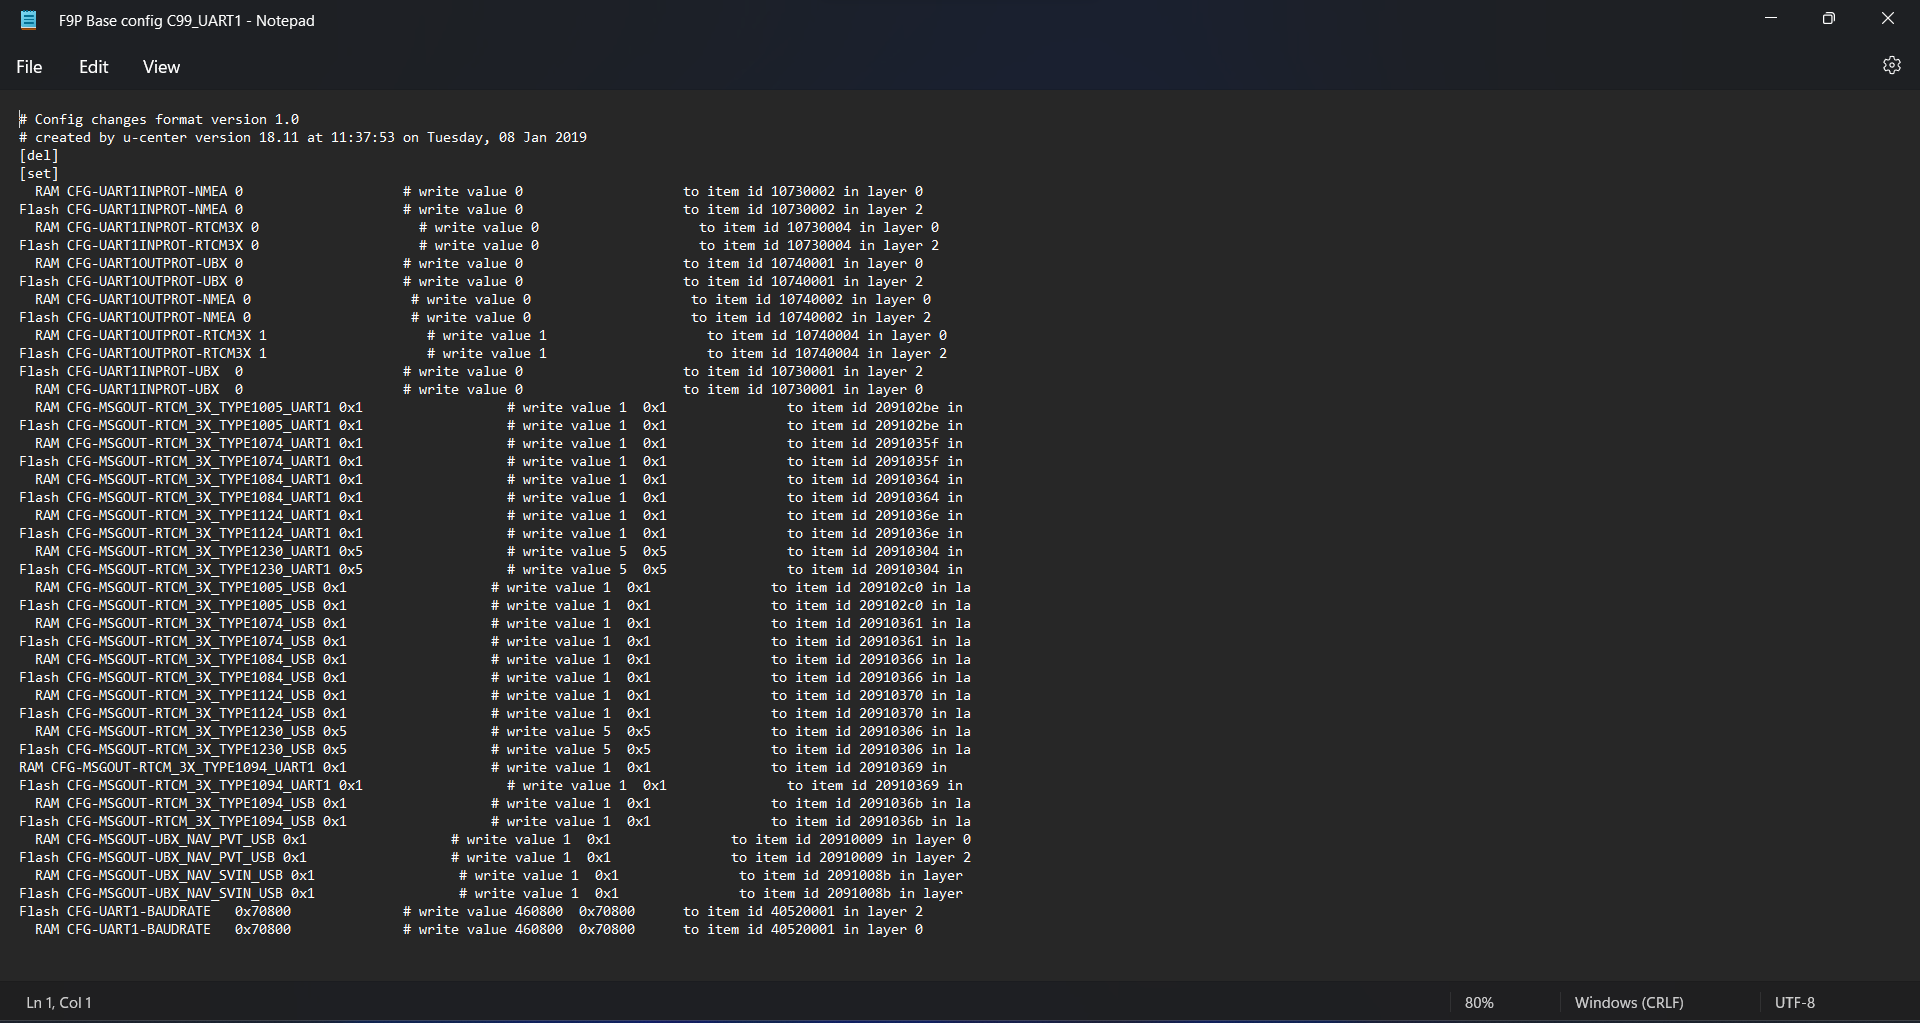 F9P Base config C99_UART1 - Notepad
File Edit View
# Config changes format version 1.0
# created by u-center version 18.11 at 11:37:53 on Tuesday, 08 Jan 2019
[del]
[set]
RAM CFG-UART1INPROT-NMEA 0 # write value 0 to item id 10730002 in layer 0
Flash CFG-UART1INPROT-NMEA 0 # write value 0 to item id 10730002 in layer 2
RAM CFG-UART1INPROT-RTCM3X 0 # write value 0 to item id 10730004 in layer 0
Flash CFG-UART1INPROT-RTCM3X 0 # write value 0 to item id 10730004 in layer 2
RAM CFG-UART1OUTPROT-UBX 0 # write value 0 to item id 10740001 in layer 0
Flash CFG-UART1OUTPROT-UBX 0 # write value 0 to item id 10740001 in layer 2
RAM CFG-UART1OUTPROT-NMEA 0 # write value 0 to item id 10740002 in layer 0
Flash CFG-UART1OUTPROT-NMEA 0 # write value 0 to item id 10740002 in layer 2
RAM CFG-UART1OUTPROT-RTCM3X 1 # write value 1 to item id 10740004 in layer 0
Flash CFG-UART1OUTPROT-RTCM3X 1 # write value 1 to item id 10740004 in layer 2
Flash CFG-UART1INPROT-UBX 0 # write value 0 to item id 10730001 in layer 2
RAM CFG-UART1INPROT-UBX 0 # write value 0 to item id 10730001 in layer 0
RAM CFG-MSGOUT-RTCM_3X_TYPE1005_UART1 0x1 # write value 1 0x1 to item id 209102be in
Flash CFG-MSGOUT-RTCM_3X_TYPE1005_UART1 0x1 # write value 1 0x1 to item id 209102be in
RAM CFG-MSGOUT-RTCM_3X_TYPE1074_UART1 0x1 # write value 1 0x1 to item id 2091035f in
Flash CFG-MSGOUT-RTCM_3X_TYPE1074_UART1 0x1 # write value 1 0x1 to item id 2091035f in
RAM CFG-MSGOUT-RTCM_3X_TYPE1084_UART1 0x1 # write value 1 0x1 to item id 20910364 in
Flash CFG-MSGOUT-RTCM_3X_TYPE1084_UART1 0x1 # write value 1 0x1 to item id 20910364 in
RAM CFG-MSGOUT-RTCM_3X_TYPE1124_UART1 0x1 # write value 1 0x1 to item id 2091036e in
Flash CFG-MSGOUT-RTCM_3X_TYPE1124_UART1 0x1 # write value 1 0x1 to item id 2091036e in
RAM CFG-MSGOUT-RTCM_3X_TYPE1230_UART1 0x5 # write value 5 0x5 to item id 20910304 in
Flash CFG-MSGOUT-RTCM_3X_TYPE1230_UART1 0x5 # write value 5 0x5 to item id 20910304 in
RAM CFG-MSGOUT-RTCM_3X_TYPE1005_USB 0x1 # write value 1 0x1 to item id 209102c0 in la
Flash CFG-MSGOUT-RTCM_3X_TYPE1005_USB 0x1 # write value 1 0x1 to item id 209102c0 in la
RAM CFG-MSGOUT-RTCM_3X_TYPE1074_USB 0x1 # write value 1 0x1 to item id 20910361 in la
Flash CFG-MSGOUT-RTCM_3X_TYPE1074_USB 0x1 # write value 1 0x1 to item id 20910361 in la
RAM CFG-MSGOUT-RTCM_3X_TYPE1084_USB 0x1 # write value 1 0x1 to item id 20910366 in la
Flash CFG-MSGOUT-RTCM_3X_TYPE1084_USB 0x1 # write value 1 0x1 to item id 20910366 in la
RAM CFG-MSGOUT-RTCM_3X_TYPE1124_USB 0x1 # write value 1 0x1 to item id 20910370 in la
Flash CFG-MSGOUT-RTCM_3X_TYPE1124_USB 0x1 # write value 1 0x1 to item id 20910370 in la
RAM CFG-MSGOUT-RTCM_3X_TYPE1230_USB 0x5 # write value 5 0x5 to item id 20910306 in la
Flash CFG-MSGOUT-RTCM_3X_TYPE1230_USB 0x5 # write value 5 0x5 to item id 20910306 in la
RAM CFG-MSGOUT-RTCM_3X_TYPE1094_UART1 0x1 # write value 1 0x1 to item id 20910369 in
Flash CFG-MSGOUT-RTCM_3X_TYPE1094_UART1 0x1 # write value 1 0x1 to item id 20910369 in
RAM CFG-MSGOUT-RTCM_3X_TYPE1094_USB 0x1 # write value 1 0x1 to item id 2091036b in la
Flash CFG-MSGOUT-RTCM_3X_TYPE1094_USB 0x1 # write value 1 0x1 to item id 2091036b in la
RAM CFG-MSGOUT-UBX_NAV_PVT_USB 0x1 # write value 1 0x1 to item id 20910009 in layer 0
Flash CFG-MSGOUT-UBX_NAV_PVT_USB 0x1 # write value 1 0x1 to item id 20910009 in layer 2
RAM CFG-MSGOUT-UBX_NAV_SVIN_USB 0x1 # write value 1 0x1 to item id 2091008b in layer
Flash CFG-MSGOUT-UBX_NAV_SVIN_USB 0x1 # write value 1 0x1 to item id 2091008b in layer
Flash CFG-UART1-BAUDRATE 0x70800 # write value 460800 0x70800 to item id 40520001 in layer 2
RAM CFG-UART1-BAUDRATE 0x70800 # write value 460800 0x70800 to item id 40520001 in layer 0
Ln 1, Col 1 80% Windows (CRLF) UTF-8